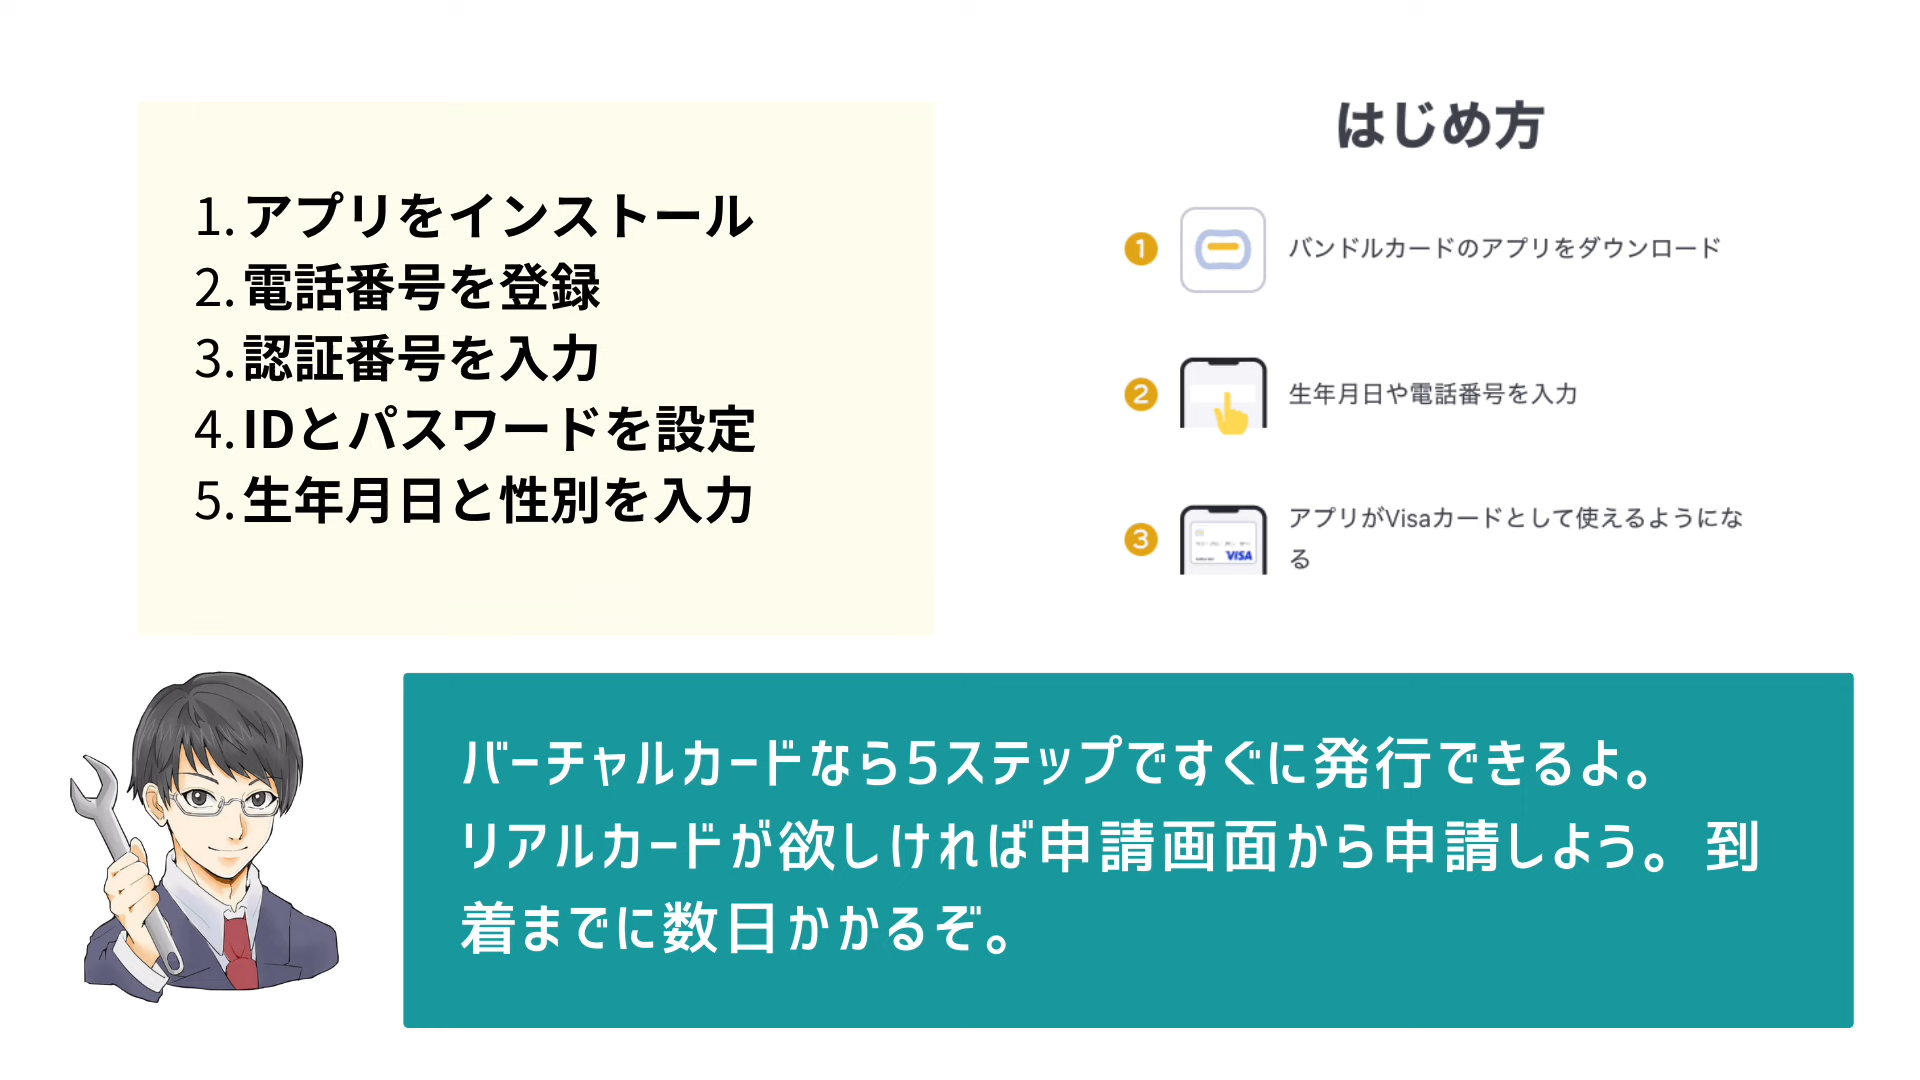 1. アプリをインストール
2. 電話番号を登録
3. 認証番号を入力
4. IDとパスワードを設定
5. 生年月日と性別を入力
はじめ方
1 バンドルカードのアプリをダウンロード
2 生年月日や電話番号を入力
3 アプリがVisaカードとして使えるようにな
る
VISA
バーチャルカードなら5ステップですぐに発行できるよ。
リアルカードが欲しければ申請画面から申請しよう。到
着までに数日かかるぞ。